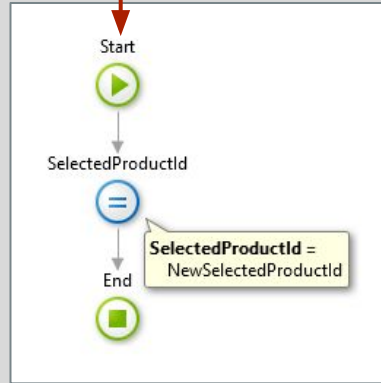 Start
SelectedProductId
SelectedProductId =
NewSelectedProductId
End